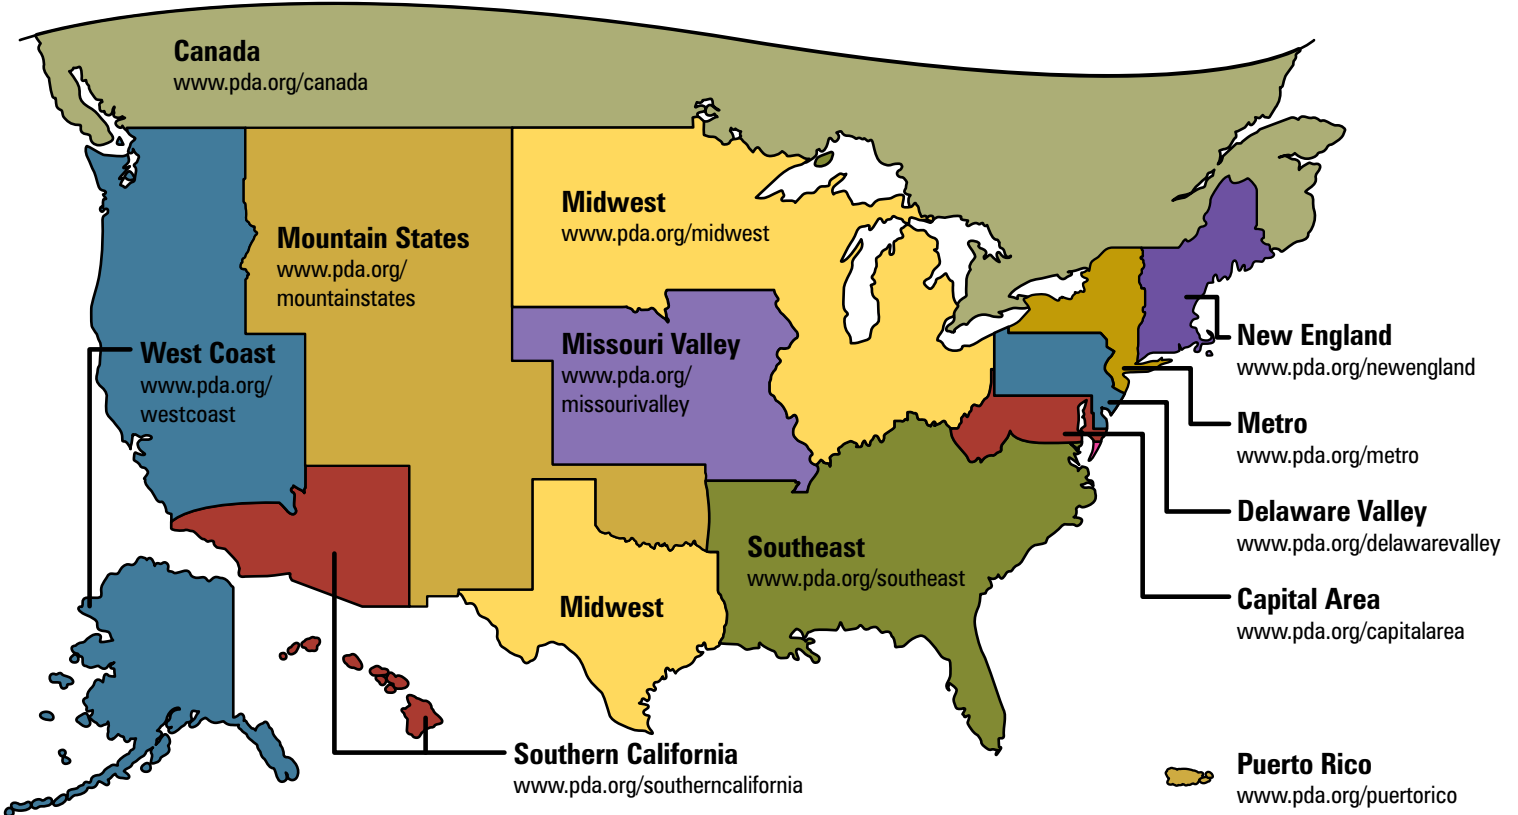 Canada
www.pda.org/canada
Midwest
www.pda.org/midwest
Mountain States
www.pda.org/
mountainstates
Missouri Valley
www.pda.org/
missourivalley
West Coast
www.pda.org/
westcoast
New England
www.pda.org/newengland
Metro
www.pda.org/metro
Delaware Valley
www.pda.org/delawarevalley
Southeast
www.pda.org/southeast
Midwest
Capital Area
www.pda.org/capitalarea
Southern California
www.pda.org/southerncalifornia
Puerto Rico
www.pda.org/puertorico